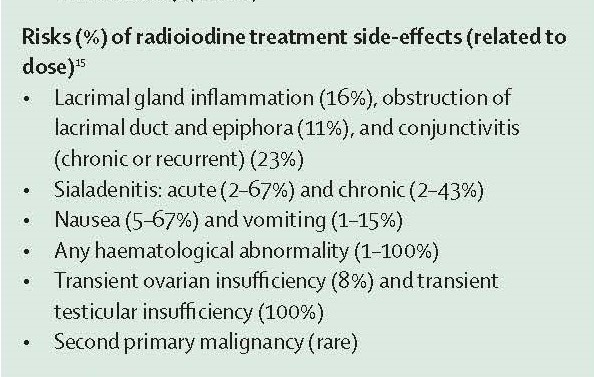 Risks (%) of radioiodine treatment side-effects (related to
dose)¹⁵
• Lacrimal gland inflammation (16%), obstruction of
lacrimal duct and epiphora (11%), and conjunctivitis
(chronic or recurrent) (23%)
• Sialadenitis: acute (2–67%) and chronic (2–43%)
• Nausea (5–67%) and vomiting (1–15%)
• Any haematological abnormality (1–100%)
• Transient ovarian insufficiency (8%) and transient
testicular insufficiency (100%)
• Second primary malignancy (rare)